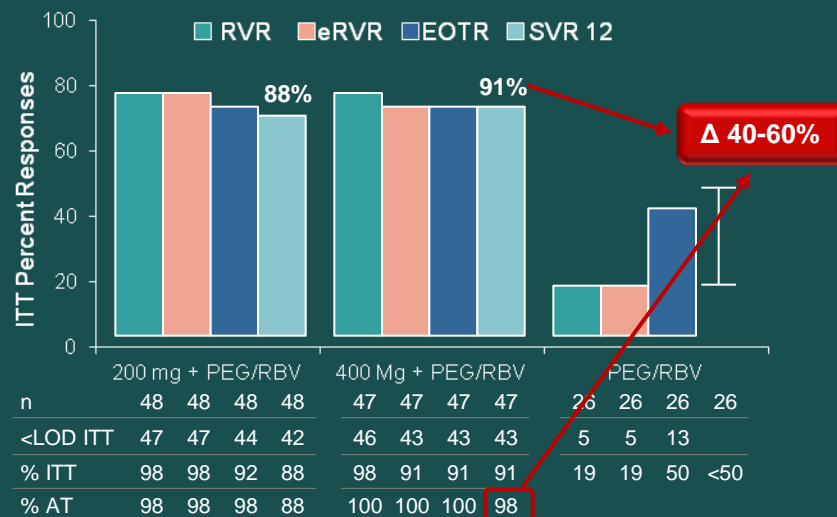 100
RVR eRVR EOTR SVR 12
80
88%
91%
Δ 40-60%
60
40
20
0
ITT Percent Responses
200 mg + PEG/RBV 400 Mg + PEG/RBV PEG/RBV
n 48 48 48 48 47 47 47 47 26 26 26 26
<LOD ITT 47 47 44 42 46 43 43 43 5 5 13
% ITT 98 98 92 88 98 91 91 91 19 19 50 <50
% AT 98 98 98 88 100 100 100 98